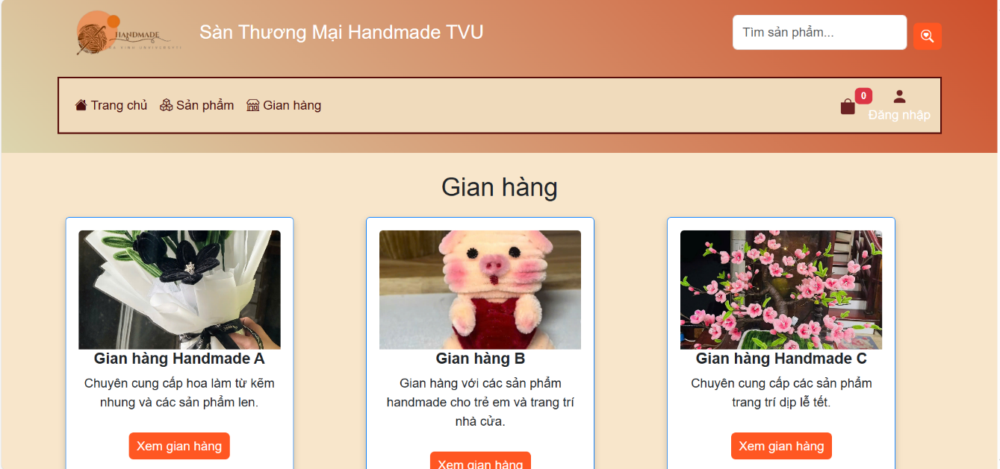 HANDMADE
Sàn Thương Mại Handmade TVU
Tìm sản phẩm...
Trang chủ
Sản phẩm
Gian hàng
0
Đăng nhập
Gian hàng
Gian hàng Handmade A
Chuyên cung cấp hoa làm từ kẽm
nhung và các sản phẩm len.
Xem gian hàng
Gian hàng B
Gian hàng với các sản phẩm
handmade cho trẻ em và trang trí
nhà cửa.
Xem gian hàng
Gian hàng Handmade C
Chuyên cung cấp các sản phẩm
trang trí dịp lễ tết.
Xem gian hàng